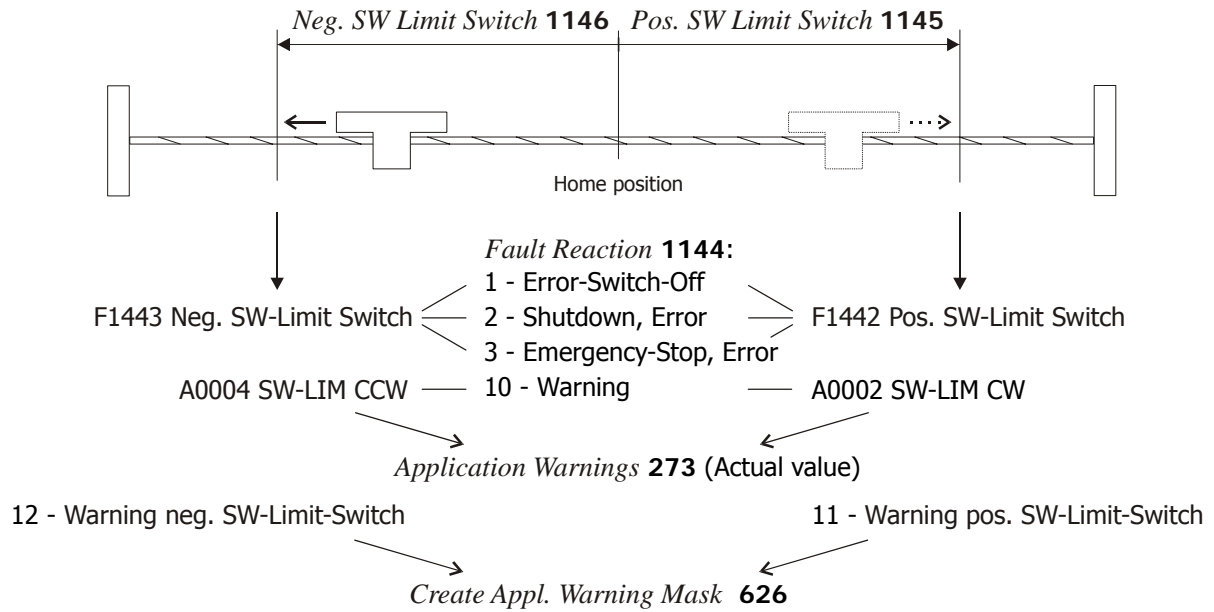 Neg. SW Limit Switch 1146 Pos. SW Limit Switch 1145
Home position
Fault Reaction 1144:
1 - Error-Switch-Off
F1443 Neg. SW-Limit Switch 2 - Shutdown, Error F1442 Pos. SW-Limit Switch
3 - Emergency-Stop, Error
A0004 SW-LIM CCW 10 - Warning A0002 SW-LIM CW
Application Warnings 273 (Actual value)
12 - Warning neg. SW-Limit-Switch 11 - Warning pos. SW-Limit-Switch
Create Appl. Warning Mask 626